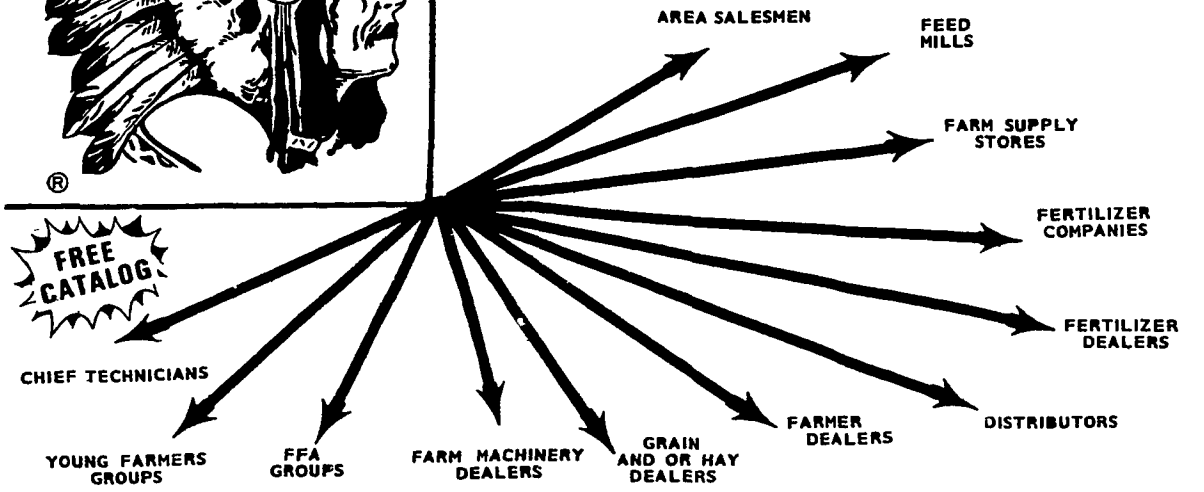 AREA SALESMEN
FEED
MILLS
FARM SUPPLY
STORES
®
FERTILIZER
COMPANIES
FREE
CATALOG
FERTILIZER
DEALERS
CHIEF TECHNICIANS
DISTRIBUTORS
FARMER
DEALERS
YOUNG FARMERS
GROUPS
FFA
GROUPS
FARM MACHINERY
DEALERS
GRAIN
AND OR HAY
DEALERS